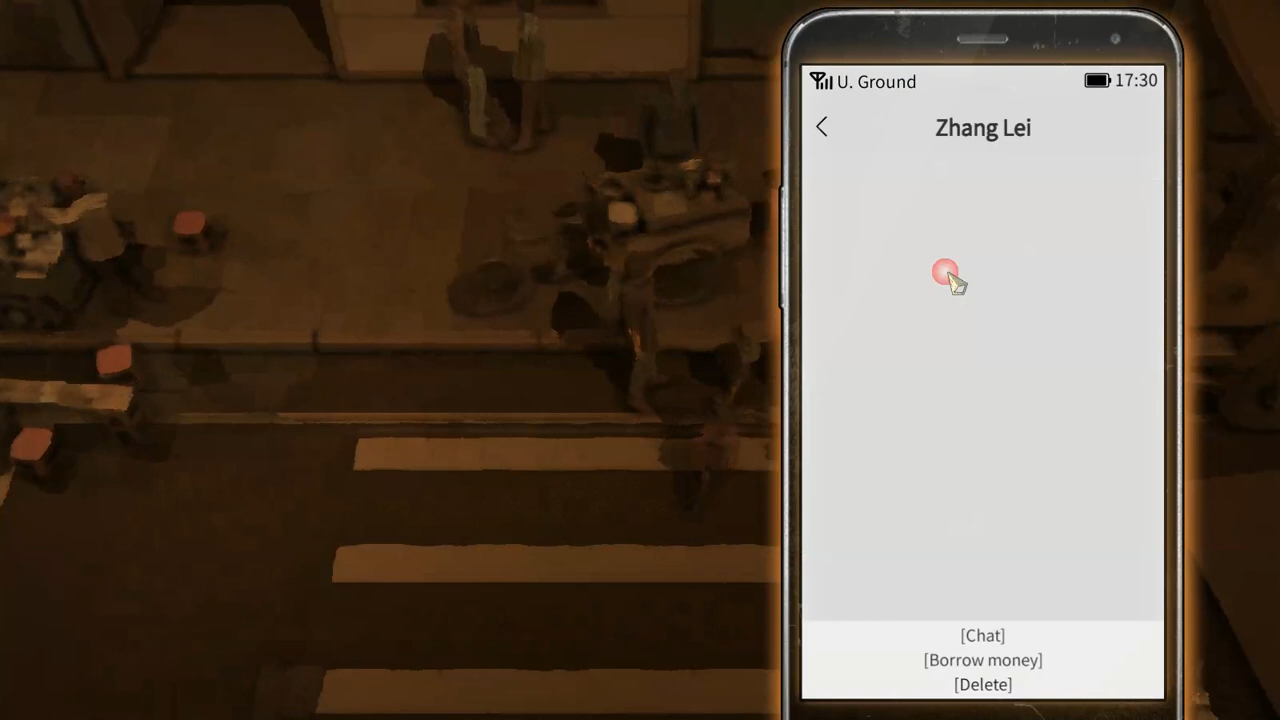 U. Ground 17:30
Zhang Lei
[Chat]
[Borrow money]
[Delete]